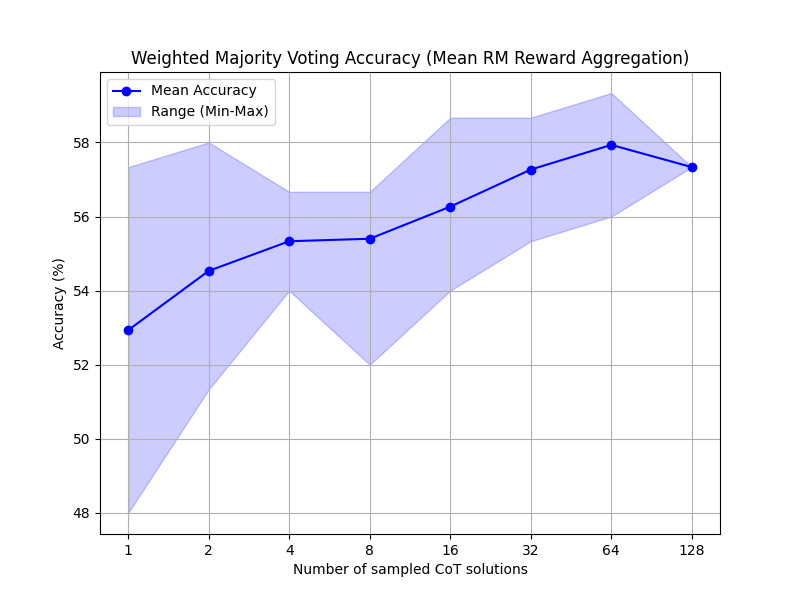 Weighted Majority Voting Accuracy (Mean RM Reward Aggregation)
Mean Accuracy
Range (Min-Max)
Accuracy (%)
58
56
54
52
50
48
1 2 4 8 16 32 64 128
Number of sampled CoT solutions